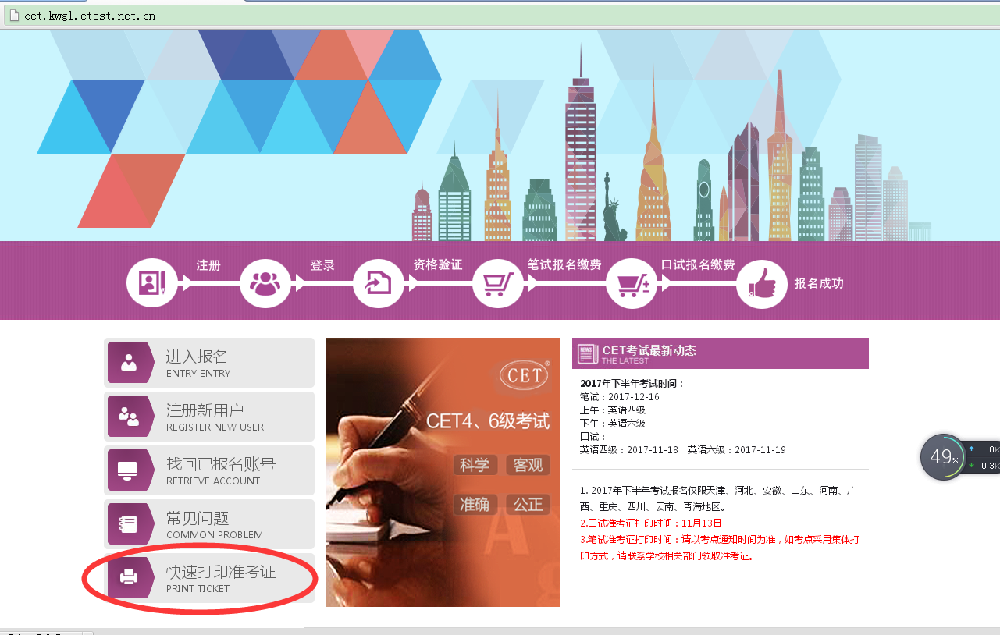 cet.kwgl.etest.net.cn
注册
登录
资格验证
笔试报名缴费
口试报名缴费
报名成功
进入报名
ENTRY ENTRY
注册新用户
REGISTER NEW USER
找回已报名账号
RETRIEVE ACCOUNT
常见问题
COMMON PROBLEM
快速打印准考证
PRINT TICKET
CET®
CET4、6级考试
科学 客观
准确 公正
A
g
NEWS
CET考试最新动态
THE LATEST
2017年下半年考试时间：
笔试：2017-12-16
上午：英语四级
下午：英语六级
口试：
英语四级：2017-11-18 英语六级：2017-11-19
1. 2017年下半年考试报名仅限天津、河北、安徽、山东、河南、广
西、重庆、四川、云南、青海地区。
2.口试准考证打印时间：11月13日
3.笔试准考证打印时间：请以考点通知时间为准，如考点采用集体打
印方式，请联系学校相关部门领取准考证。
49%
0K
0.3K